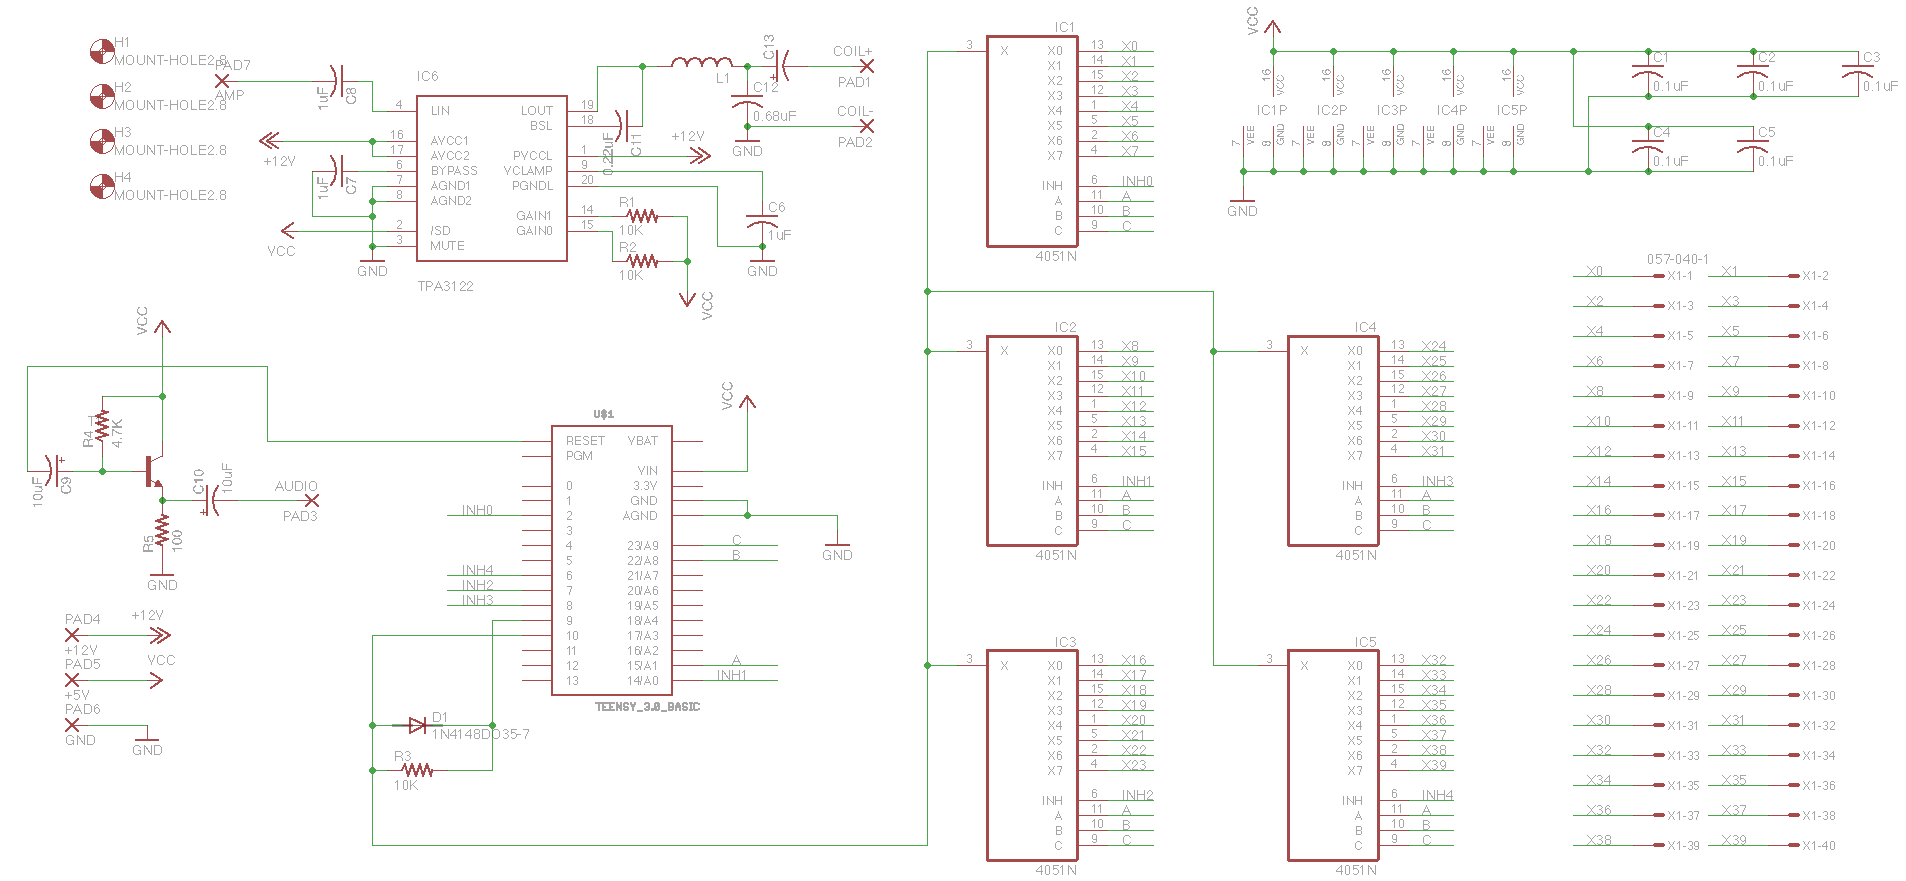 H1
MOUNT-HOLE2.8
H2
MOUNT-HOLE2.8
H3
MOUNT-HOLE2.8
H4
MOUNT-HOLE2.8
PAD7
AMP
1uF
C8
+12V
1uF
C7
VCC
GND
IC6
4 LIN
16 AVCC1
17 AVCC2
6 BYPASS
7 AGND1
8 AGND2
2 /SD
3 MUTE
LOUT 19
BSL 18
PVCCL 1
VCLAMP 9
PGNDL 20
GAIN1 14
GAIN0 15
TPA3122
0.22uF
C11
L1
C13
C12
0.68uF
GND
COIL+
PAD1
COIL-
PAD2
+12V
R1
10K
R2
10K
C6
1uF
GND
VCC
VCC
R4
4.7K
10uF
C9
C10
10uF
AUDIO
PAD3
R5
100
GND
PAD4
+12V
+12V
PAD5
VCC
+5V
PAD6
GND
GND
U$1
RESET VBAT
PGM
VIN
0 3.3V
1 GND
INH0 2 AGND
3
4 23/A9 C
5 22/A8 B
INH4 6 21/A7
INH2 7 20/A6
INH3 8 19/A5
9 18/A4
10 17/A3
11 16/A2
12 15/A1 A
13 14/A0 INH1
TEENSY_3.0_BASIC
VCC
GND
D1
1N4148DO35-7
R3
10K
IC1
3 X X0 13 X0
X1 14 X1
X2 15 X2
X3 12 X3
X4 1 X4
X5 5 X5
X6 2 X6
X7 4 X7
INH 6 INH0
A 11 A
B 10 B
C 9 C
4051N
IC2
3 X X0 13 X8
X1 14 X9
X2 15 X10
X3 12 X11
X4 1 X12
X5 5 X13
X6 2 X14
X7 4 X15
INH 6 INH1
A 11 A
B 10 B
C 9 C
4051N
IC3
3 X X0 13 X16
X1 14 X17
X2 15 X18
X3 12 X19
X4 1 X20
X5 5 X21
X6 2 X22
X7 4 X23
INH 6 INH2
A 11 A
B 10 B
C 9 C
4051N
IC4
3 X X0 13 X24
X1 14 X25
X2 15 X26
X3 12 X27
X4 1 X28
X5 5 X29
X6 2 X30
X7 4 X31
INH 6 INH3
A 11 A
B 10 B
C 9 C
4051N
IC5
3 X X0 13 X32
X1 14 X33
X2 15 X34
X3 12 X35
X4 1 X36
X5 5 X37
X6 2 X38
X7 4 X39
INH 6 INH4
A 11 A
B 10 B
C 9 C
4051N
VCC
16 VCC 16 VCC 16 VCC 16 VCC 16 VCC
IC1P IC2P IC3P IC4P IC5P
7 VEE 8 GND 7 VEE 8 GND 7 VEE 8 GND 7 VEE 8 GND 7 VEE 8 GND
GND
C1 C2 C3
0.1uF 0.1uF 0.1uF
C4 C5
0.1uF 0.1uF
057-040-1
X0 X1-1 X1 X1-2
X2 X1-3 X3 X1-4
X4 X1-5 X5 X1-6
X6 X1-7 X7 X1-8
X8 X1-9 X9 X1-10
X10 X1-11 X11 X1-12
X12 X1-13 X13 X1-14
X14 X1-15 X15 X1-16
X16 X1-17 X17 X1-18
X18 X1-19 X19 X1-20
X20 X1-21 X21 X1-22
X22 X1-23 X23 X1-24
X24 X1-25 X25 X1-26
X26 X1-27 X27 X1-28
X28 X1-29 X29 X1-30
X30 X1-31 X31 X1-32
X32 X1-33 X33 X1-34
X34 X1-35 X35 X1-36
X36 X1-37 X37 X1-38
X38 X1-39 X39 X1-40